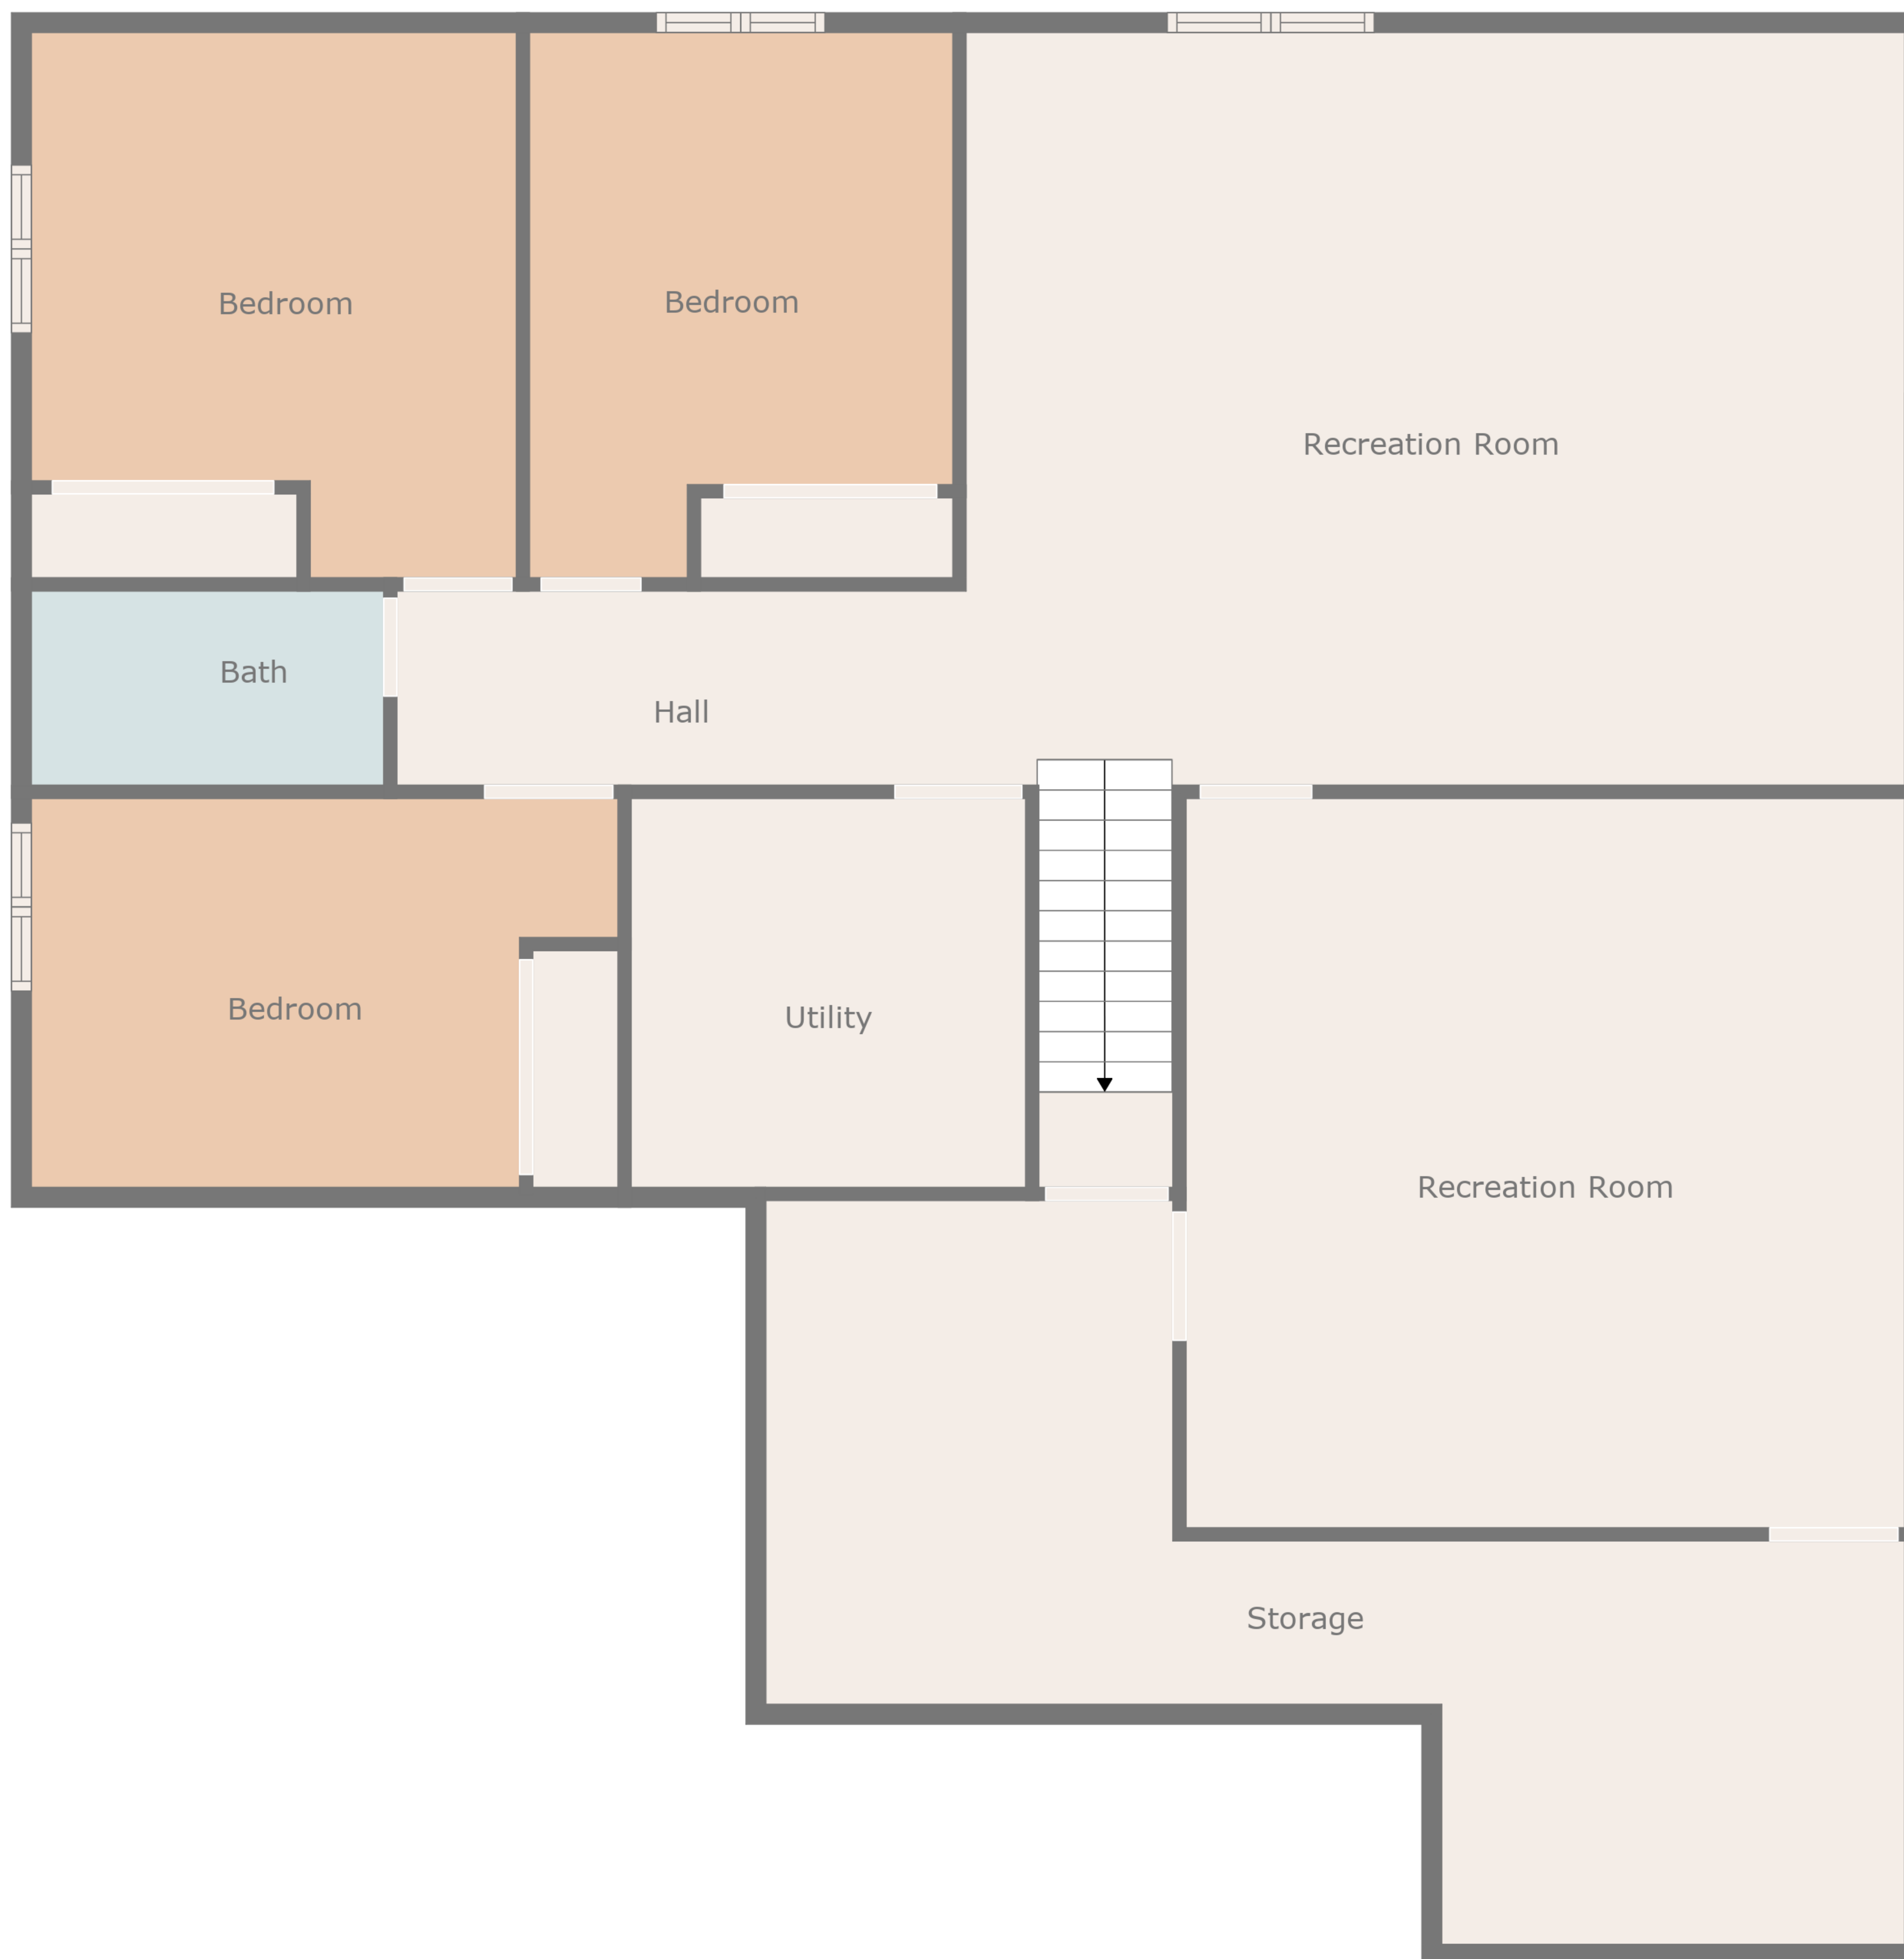 Bedroom
Bedroom
Recreation Room
Bath
Hall
Bedroom
Utility
Recreation Room
Storage